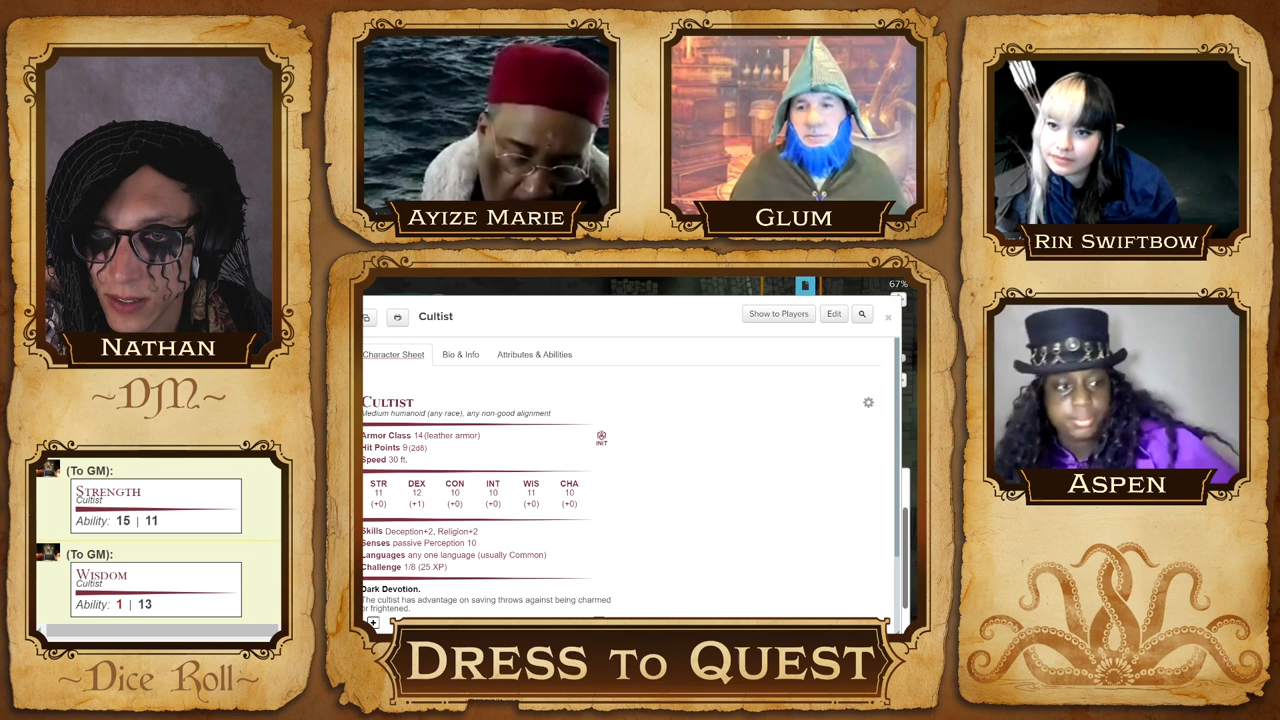 NATHAN
~DM~
(To GM):
STRENGTH
Cultist
Ability: 15 | 11
(To GM):
WISDOM
Cultist
Ability: 1 | 13
~Dice Roll~
AYIZE MARIE
GLUM
67%
Cultist
Show to Players
Edit
Character Sheet
Bio & Info
Attributes & Abilities
CULTIST
Medium humanoid (any race), any non-good alignment
Armor Class 14 (leather armor)
Hit Points 9 (2d8)
Speed 30 ft.
INIT
STR DEX CON INT WIS CHA
11 12 10 10 11 10
(+0) (+1) (+0) (+0) (+0) (+0)
Skills Deception+2, Religion+2
Senses passive Perception 10
Languages any one language (usually Common)
Challenge 1/8 (25 XP)
Dark Devotion.
The cultist has advantage on saving throws against being charmed
or frightened.
DRESS TO QUEST
RIN SWIFTBOW
ASPEN